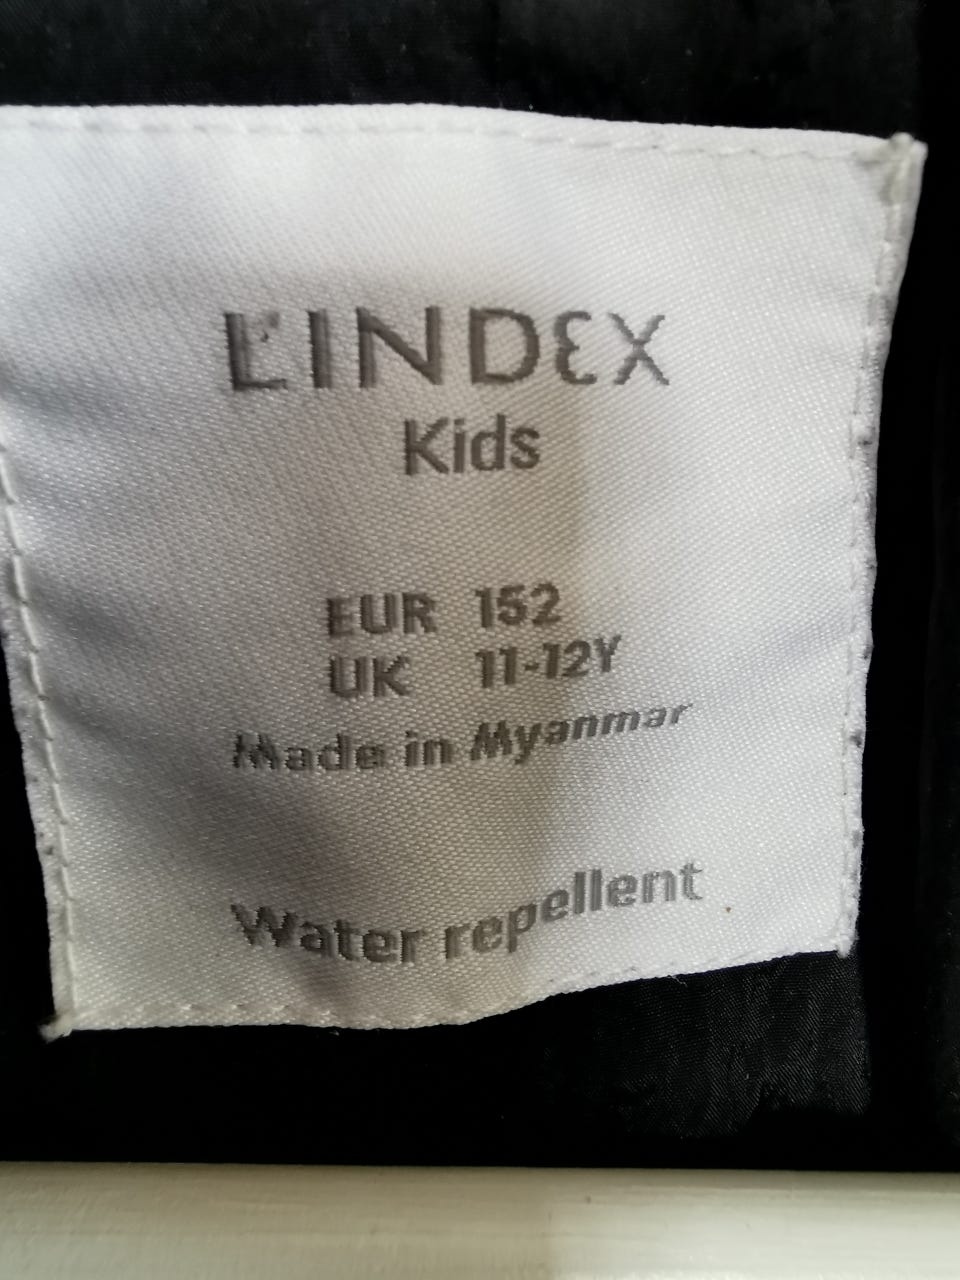 LINDEX
Kids
EUR 152
UK 11-12Y
Made in Myanmar
Water repellent